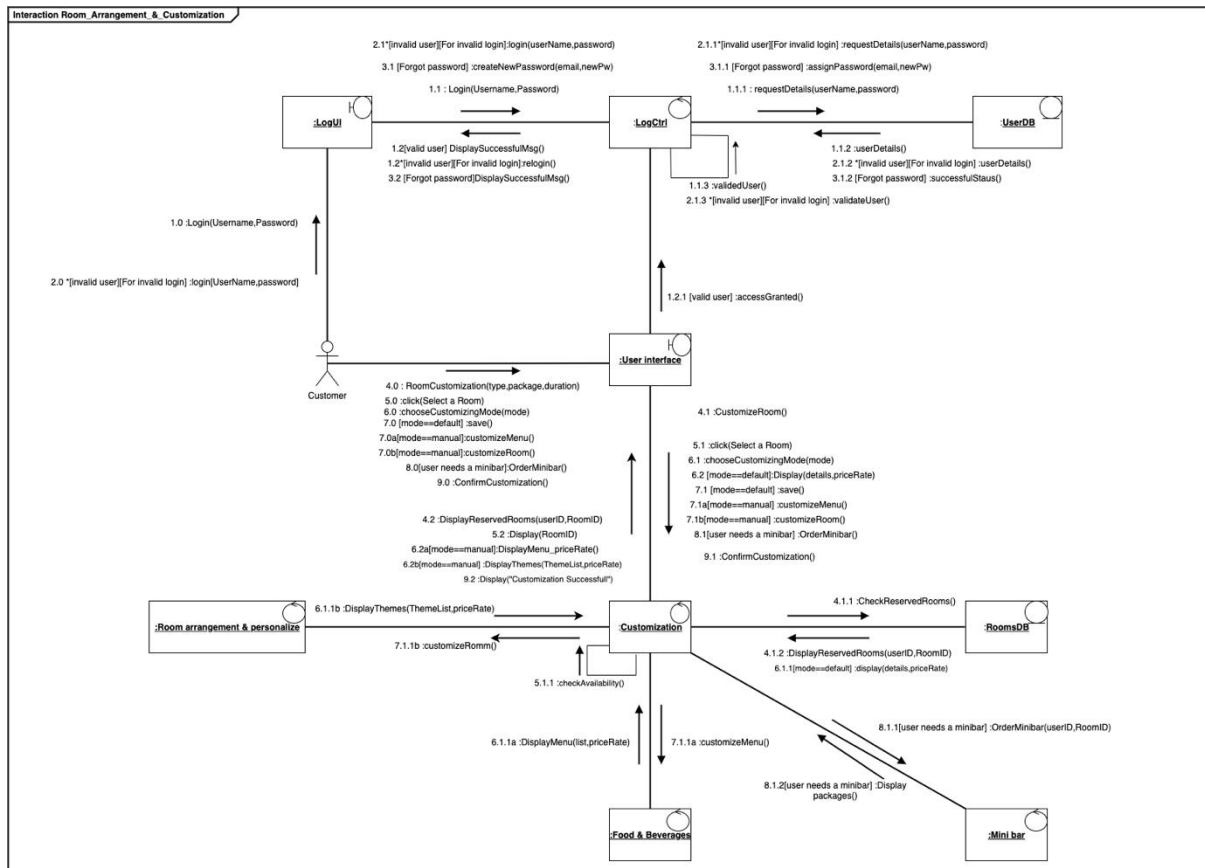 Interaction Room_Arrangement_&_Customization
2.1*[invalid user][For invalid login]:login(userName,password)
2.1.1*[invalid user][For invalid login] :requestDetails(userName,password)
3.1 [Forgot password] :createNewPassword(email,newPw)
3.1.1 [Forgot password] :assignPassword(email,newPw)
1.1 : Login(Username,Password)
1.1.1 : requestDetails(userName,password)
:LogUI
:LogCtrl
:UserDB
1.2[valid user] DisplaySuccessfulMsg()
1.2*[invalid user][For invalid login]:relogin()
3.2 [Forgot password]DisplaySuccessfulMsg()
1.1.2 :userDetails()
2.1.2 *[invalid user][For invalid login] :userDetails()
3.1.2 [Forgot password] :successfulStaus()
1.1.3 :validedUser()
2.1.3 *[invalid user][For invalid login] :validateUser()
1.0 :Login(Username,Password)
2.0 *[invalid user][For invalid login] :login[UserName,password]
1.2.1 [valid user] :accessGranted()
:User interface
Customer
4.0 : RoomCustomization(type,package,duration)
5.0 :click(Select a Room)
6.0 :chooseCustomizingMode(mode)
7.0 [mode==default] :save()
7.0a[mode==manual]:customizeMenu()
7.0b[mode==manual]:customizeRoom()
8.0[user needs a minibar]:OrderMinibar()
9.0 :ConfirmCustomization()
4.1 :CustomizeRoom()
5.1 :click(Select a Room)
6.1 :chooseCustomizingMode(mode)
6.2 [mode==default]:Display(details,priceRate)
7.1 [mode==default] :save()
7.1a[mode==manual] :customizeMenu()
7.1b[mode==manual] :customizeRoom()
8.1[user needs a minibar] :OrderMinibar()
9.1 :ConfirmCustomization()
4.2 :DisplayReservedRooms(userID,RoomID)
5.2 :Display(RoomID)
6.2a[mode==manual]:DisplayMenu_priceRate()
6.2b[mode==manual] :DisplayThemes(ThemeList,priceRate)
9.2 :Display("Customization Successfull")
6.1.1b :DisplayThemes(ThemeList,priceRate)
4.1.1 :CheckReservedRooms()
:Room arrangement & personalize
:Customization
:RoomsDB
7.1.1b :customizeRomm()
4.1.2 :DisplayReservedRooms(userID,RoomID)
6.1.1[mode==default] :display(details,priceRate)
5.1.1 :checkAvailability()
6.1.1a :DisplayMenu(list,priceRate)
7.1.1a :customizeMenu()
8.1.1[user needs a minibar] :OrderMinibar(userID,RoomID)
8.1.2[user needs a minibar] :Display
packages()
:Food & Beverages
:Mini bar